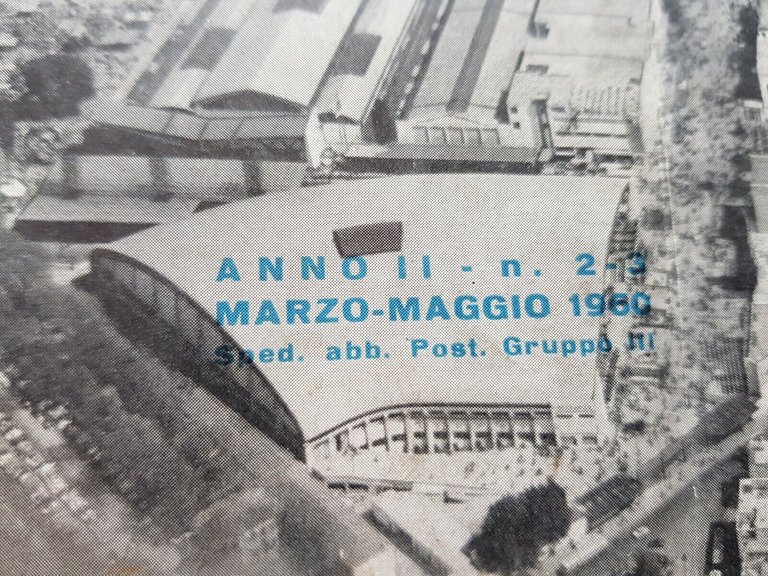 ANNO II - n. 2-3
MARZO-MAGGIO 1960
Sped. abb. Post. Gruppo III